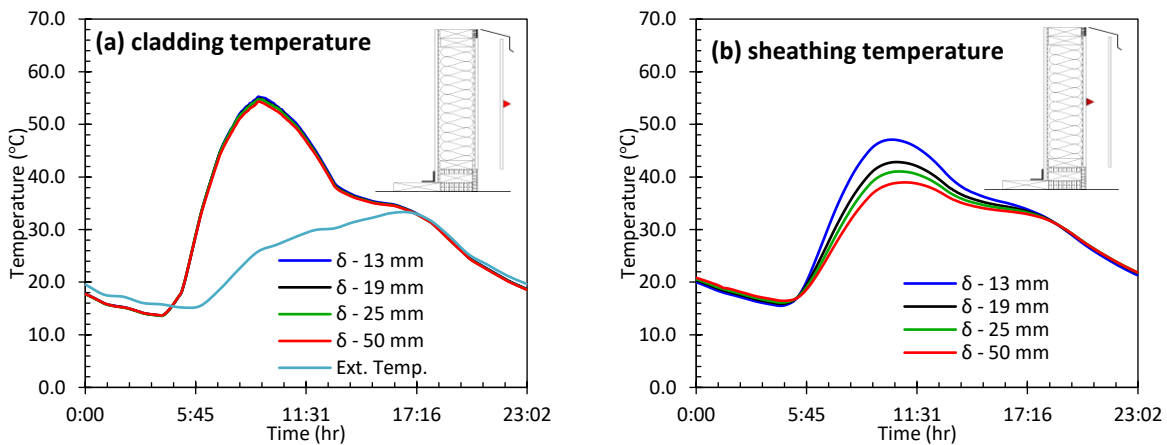 (a) cladding temperature
Temperature (°C)
70.0
60.0
50.0
40.0
30.0
20.0
10.0
0.0
δ - 13 mm
δ - 19 mm
δ - 25 mm
δ - 50 mm
Ext. Temp.
0:00 5:45 11:31 17:16 23:02
Time (hr)
(b) sheathing temperature
Temperature (°C)
70.0
60.0
50.0
40.0
30.0
20.0
10.0
0.0
δ - 13 mm
δ - 19 mm
δ - 25 mm
δ - 50 mm
0:00 5:45 11:31 17:16 23:02
Time (hr)